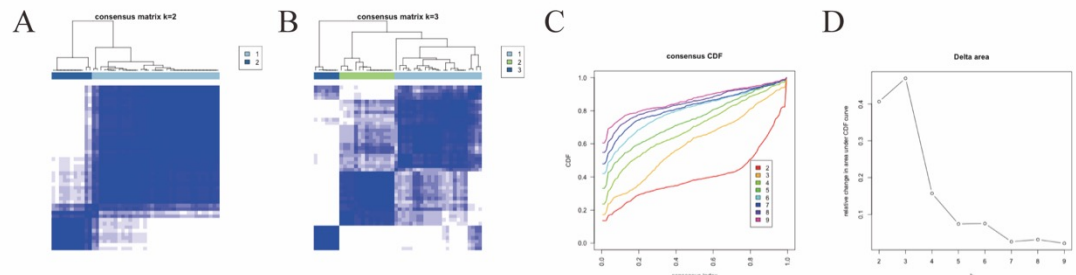 A
consensus matrix k=2
1
2
B
consensus matrix k=3
1
2
3
C
consensus CDF
CDF
1.0
0.8
0.6
0.4
0.2
0.0
0.0 0.2 0.4 0.6 0.8 1.0
2
3
4
5
6
7
8
9
D
Delta area
relative change in area under CDF curve
0.4
0.3
0.2
0.1
2 3 4 5 6 7 8 9